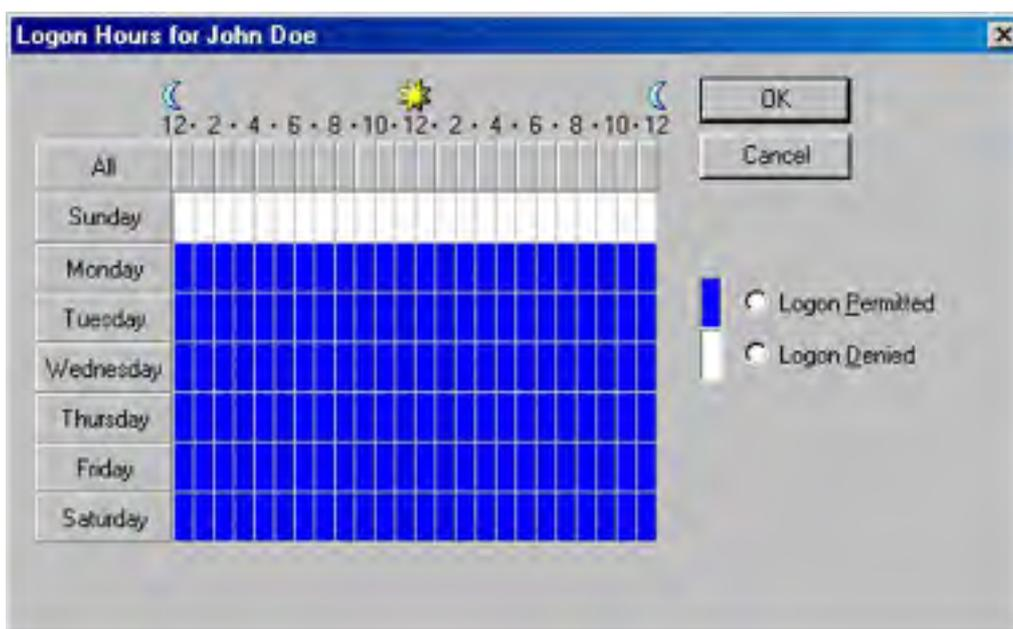 Logon Hours for John Doe
OK
12 · 2 · 4 · 6 · 8 · 10 · 12 · 2 · 4 · 6 · 8 · 10 · 12
Cancel
All
Sunday
Monday
Tuesday
Wednesday
Thursday
Friday
Saturday
Logon Permitted
Logon Denied